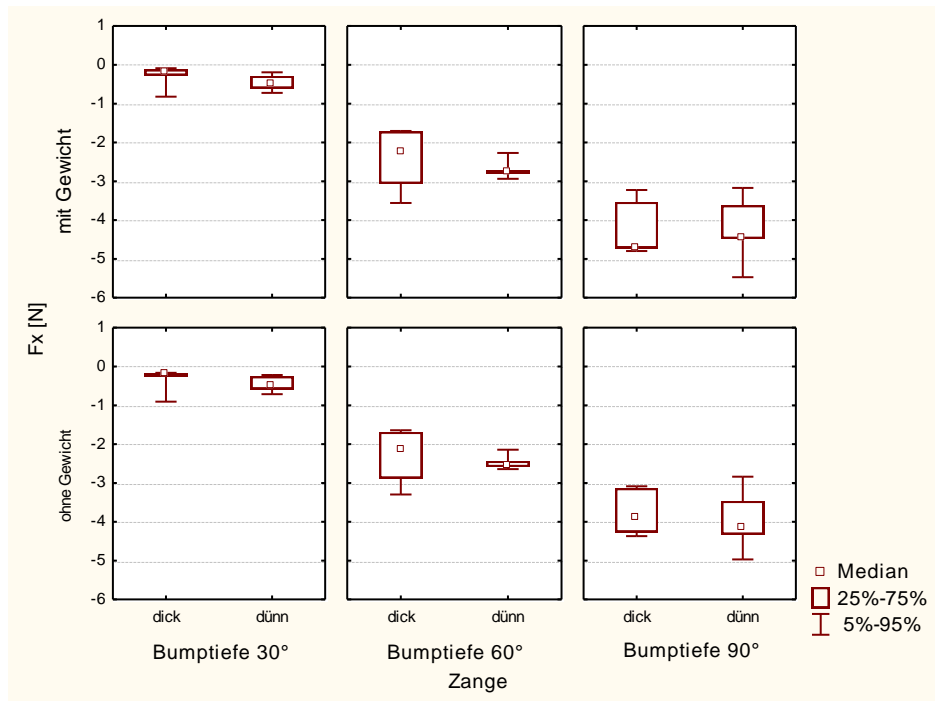 1
0
-1
-2
-3
-4
-5
-6
mit Gewicht
Fx [N]
1
0
-1
-2
-3
-4
-5
-6
ohne Gewicht
dick dünn
dick dünn
dick dünn
Bumptiefe 30°
Bumptiefe 60°
Bumptiefe 90°
Zange
Median
25%-75%
5%-95%